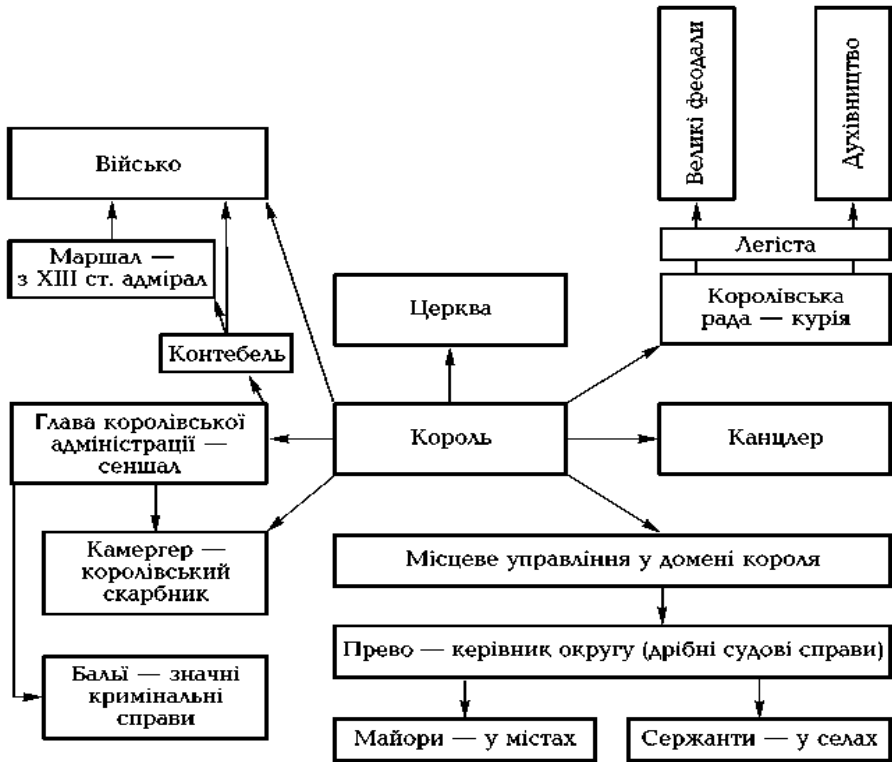 Великі феодали
Духівництво
Військо
Маршал —
з XIII ст. адмірал
Легіста
Королівська
рада — курія
Церква
Контебель
Глава королівської
адміністрації —
сеншал
Король
Канцлер
Камергер —
королівський
скарбник
Місцеве управління у домені короля
Прево — керівник округу (дрібні судові справи)
Бальї — значні
кримінальні
справи
Майори — у містах
Сержанти — у селах